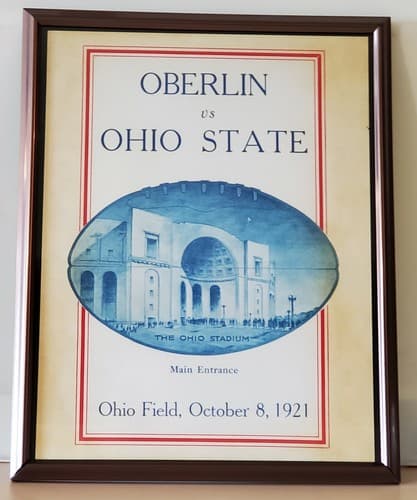 OBERLIN
vs
OHIO STATE
THE OHIO STADIUM
Main Entrance
Ohio Field, October 8, 1921